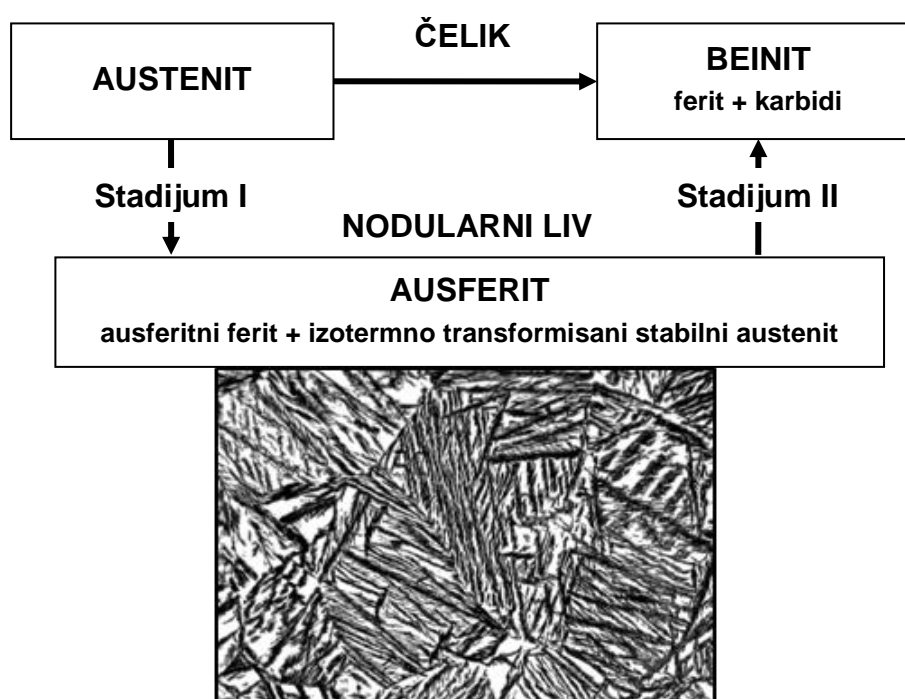 ČELIK
AUSTENIT
BEINIT
ferit + karbidi
Stadijum I
Stadijum II
NODULARNI LIV
AUSFERIT
ausferitni ferit + izotermno transformisani stabilni austenit